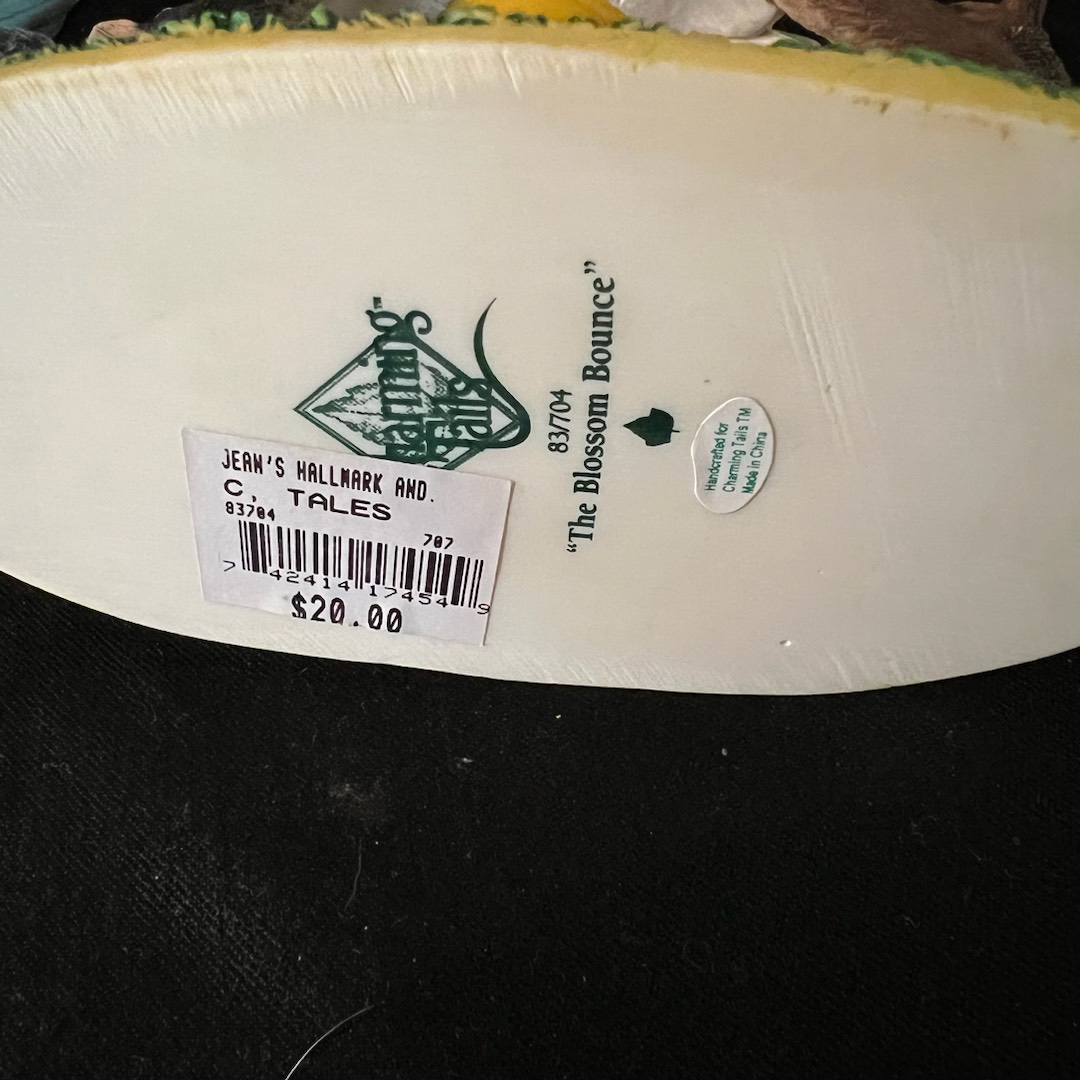 Charming™
Tails
83/704
“The Blossom Bounce”
Handcrafted for
Charming Tails TM
Made in China
JEAN'S HALLMARK AND.
C, TALES
83704
707
7 42414 17454 9
$20.00